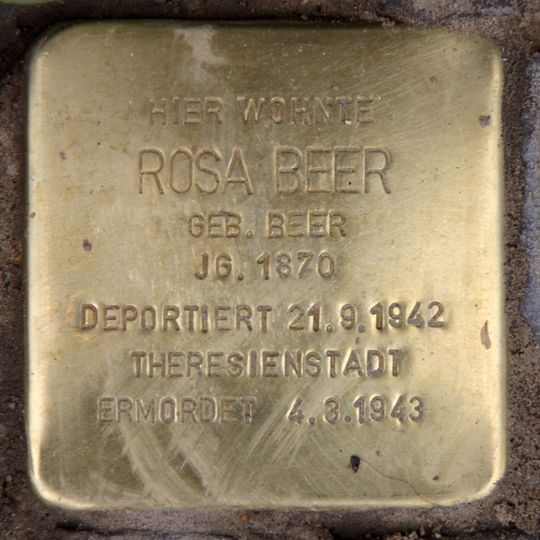 HIER WOHNTE
ROSA BEER
GEB. BEER
JG. 1870
DEPORTIERT 21.9.1942
THERESIENSTADT
ERMORDET 4.3.1943